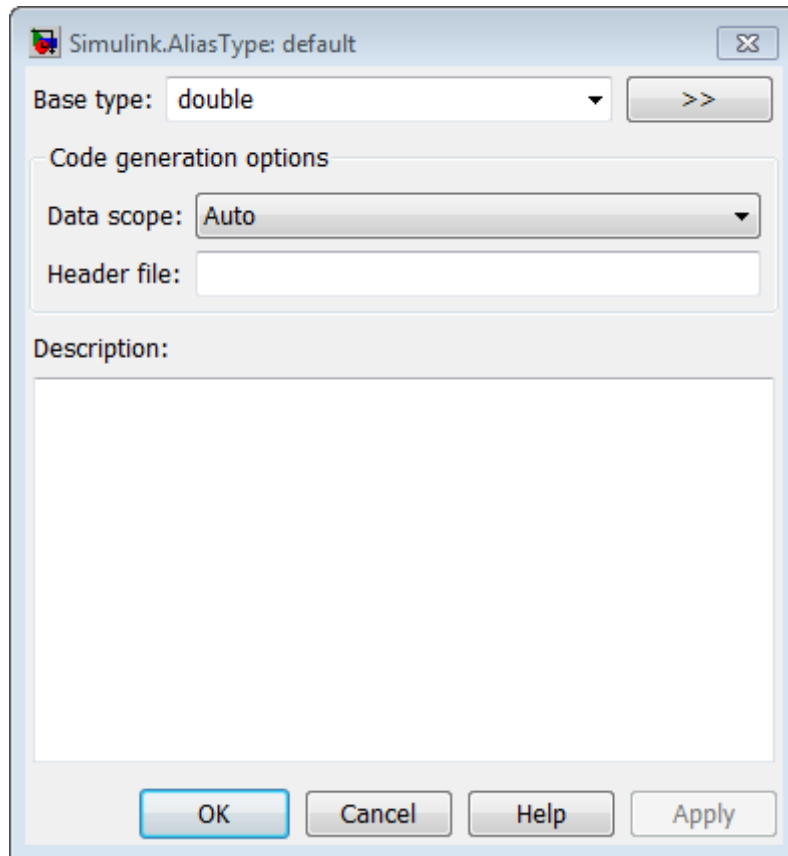 Simulink.AliasType: default
Base type: double >>
Code generation options
Data scope: Auto
Header file:
Description:
OK Cancel Help Apply